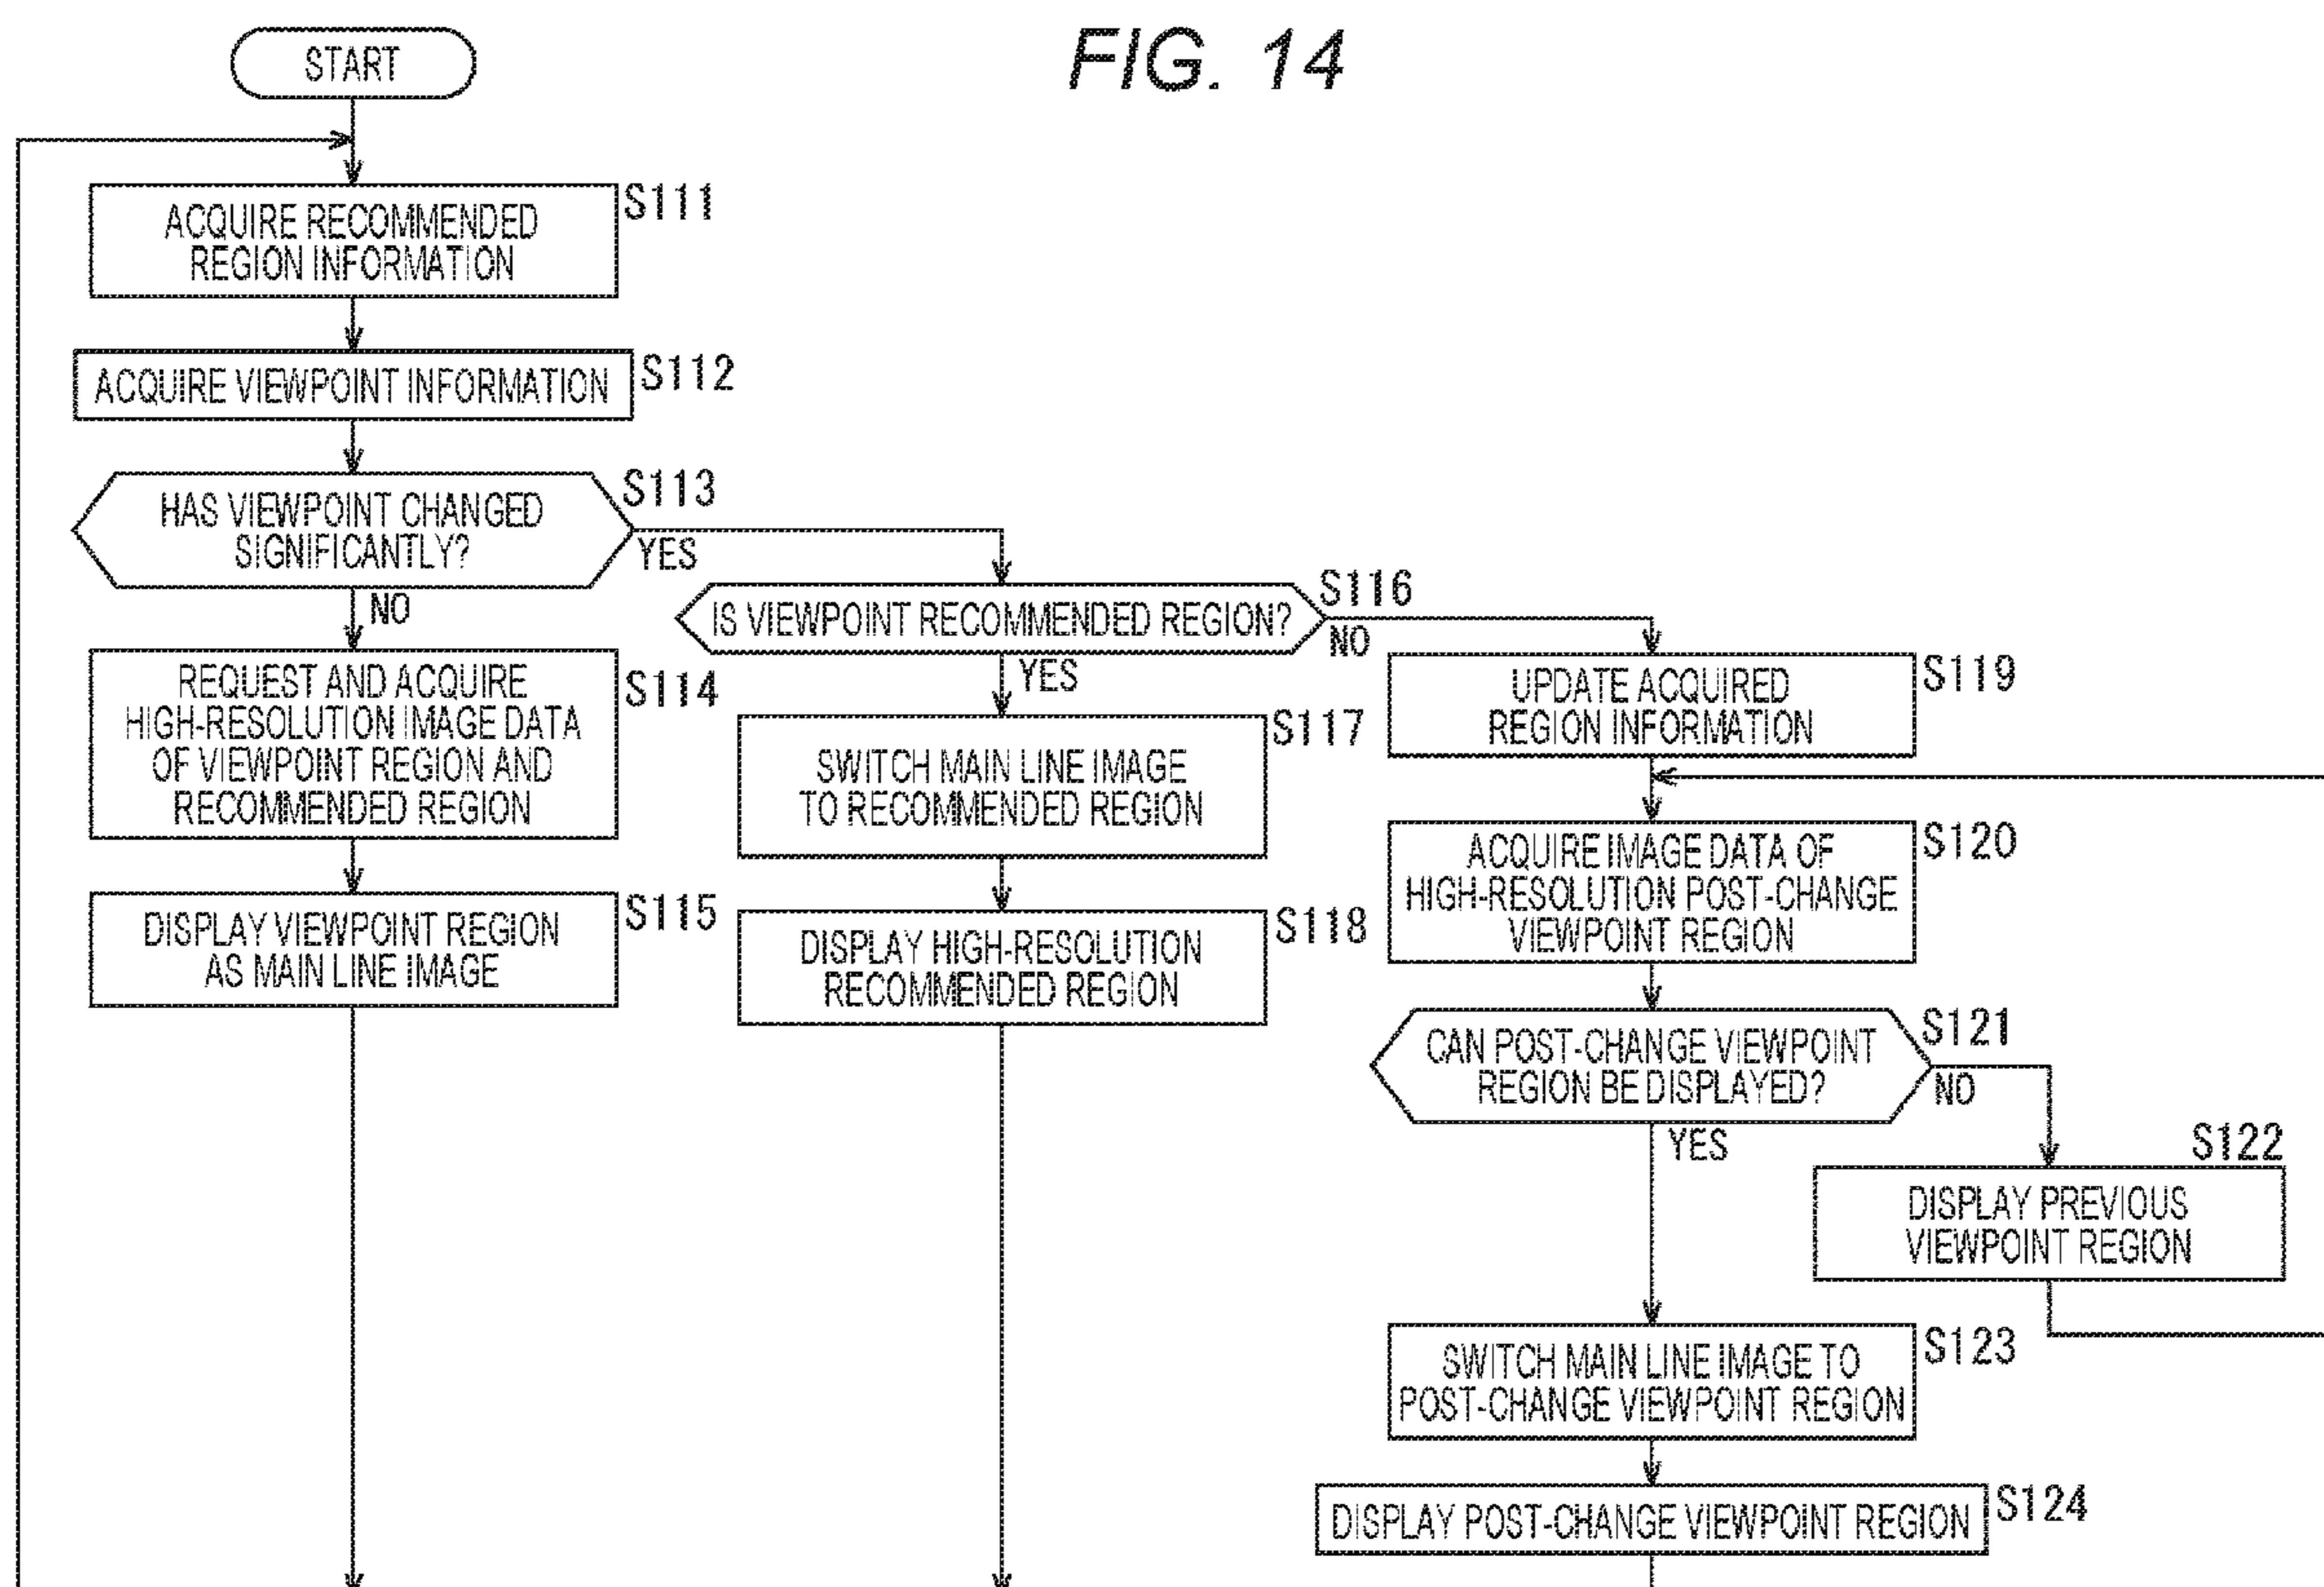 FIG. 14
START
S111
ACQUIRE RECOMMENDED
REGION INFORMATION
S112
ACQUIRE VIEWPOINT INFORMATION
S113
HAS VIEWPOINT CHANGED
SIGNIFICANTLY?
YES
NO
S114
REQUEST AND ACQUIRE
HIGH-RESOLUTION IMAGE DATA
OF VIEWPOINT REGION AND
RECOMMENDED REGION
S115
DISPLAY VIEWPOINT REGION
AS MAIN LINE IMAGE
S116
IS VIEWPOINT RECOMMENDED REGION?
NO
YES
S117
SWITCH MAIN LINE IMAGE
TO RECOMMENDED REGION
S118
DISPLAY HIGH-RESOLUTION
RECOMMENDED REGION
S119
UPDATE ACQUIRED
REGION INFORMATION
S120
ACQUIRE IMAGE DATA OF
HIGH-RESOLUTION POST-CHANGE
VIEWPOINT REGION
S121
CAN POST-CHANGE VIEWPOINT
REGION BE DISPLAYED?
NO
YES
S122
DISPLAY PREVIOUS
VIEWPOINT REGION
S123
SWITCH MAIN LINE IMAGE TO
POST-CHANGE VIEWPOINT REGION
S124
DISPLAY POST-CHANGE VIEWPOINT REGION